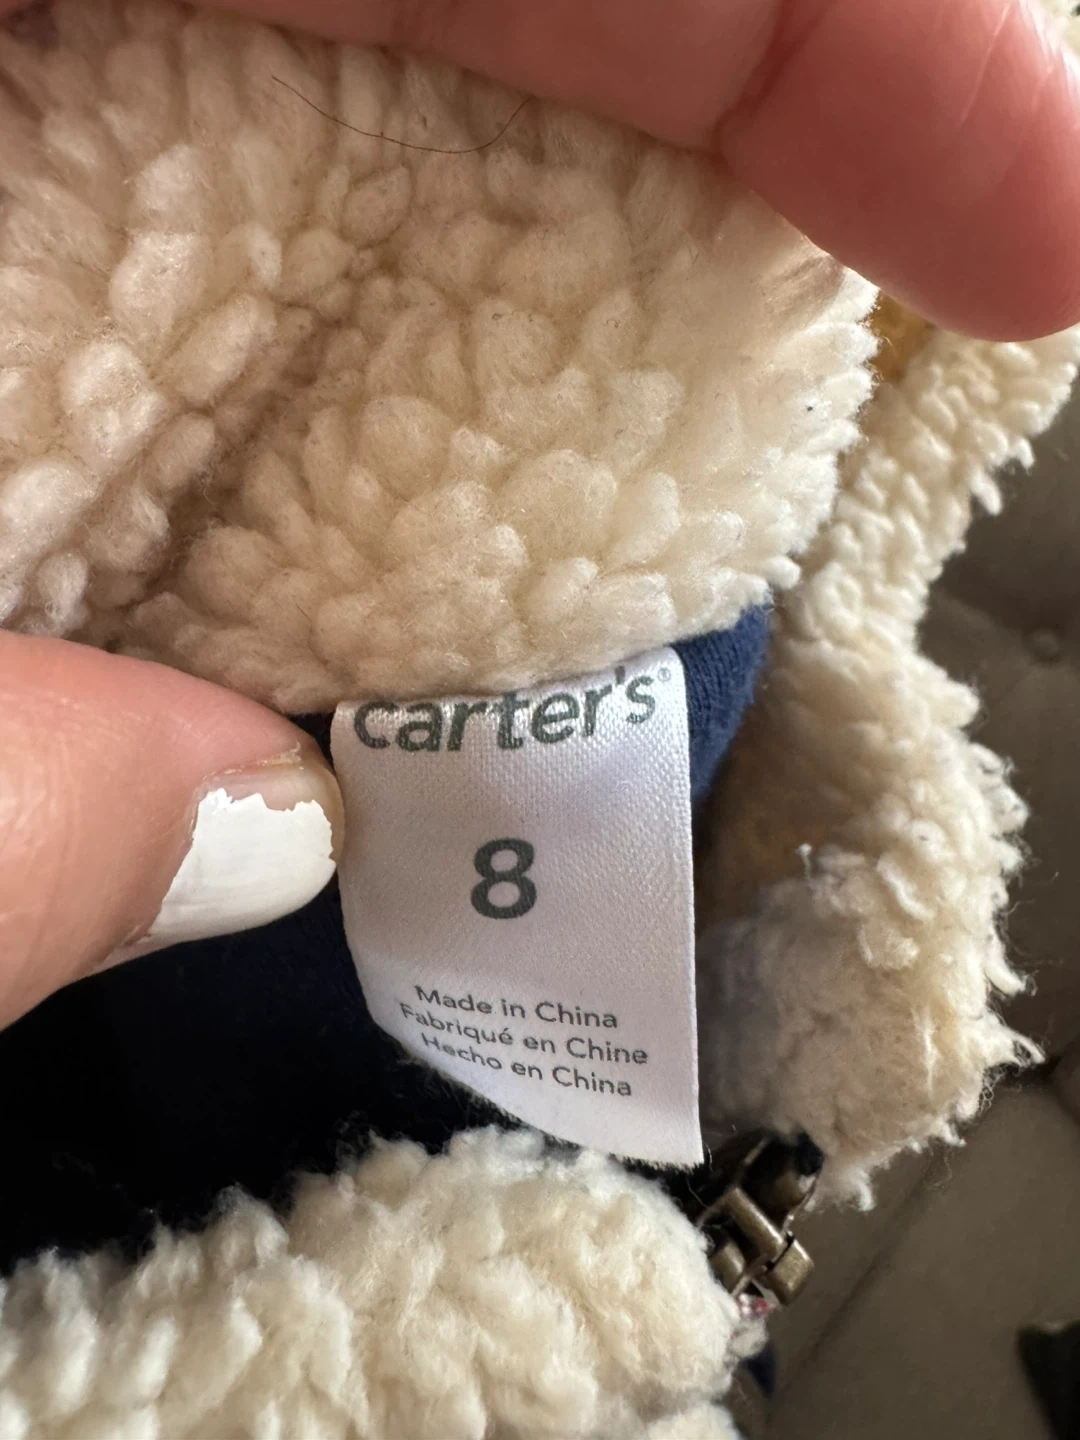 carter's®
8
Made in China
Fabriqué en Chine
Hecho en China